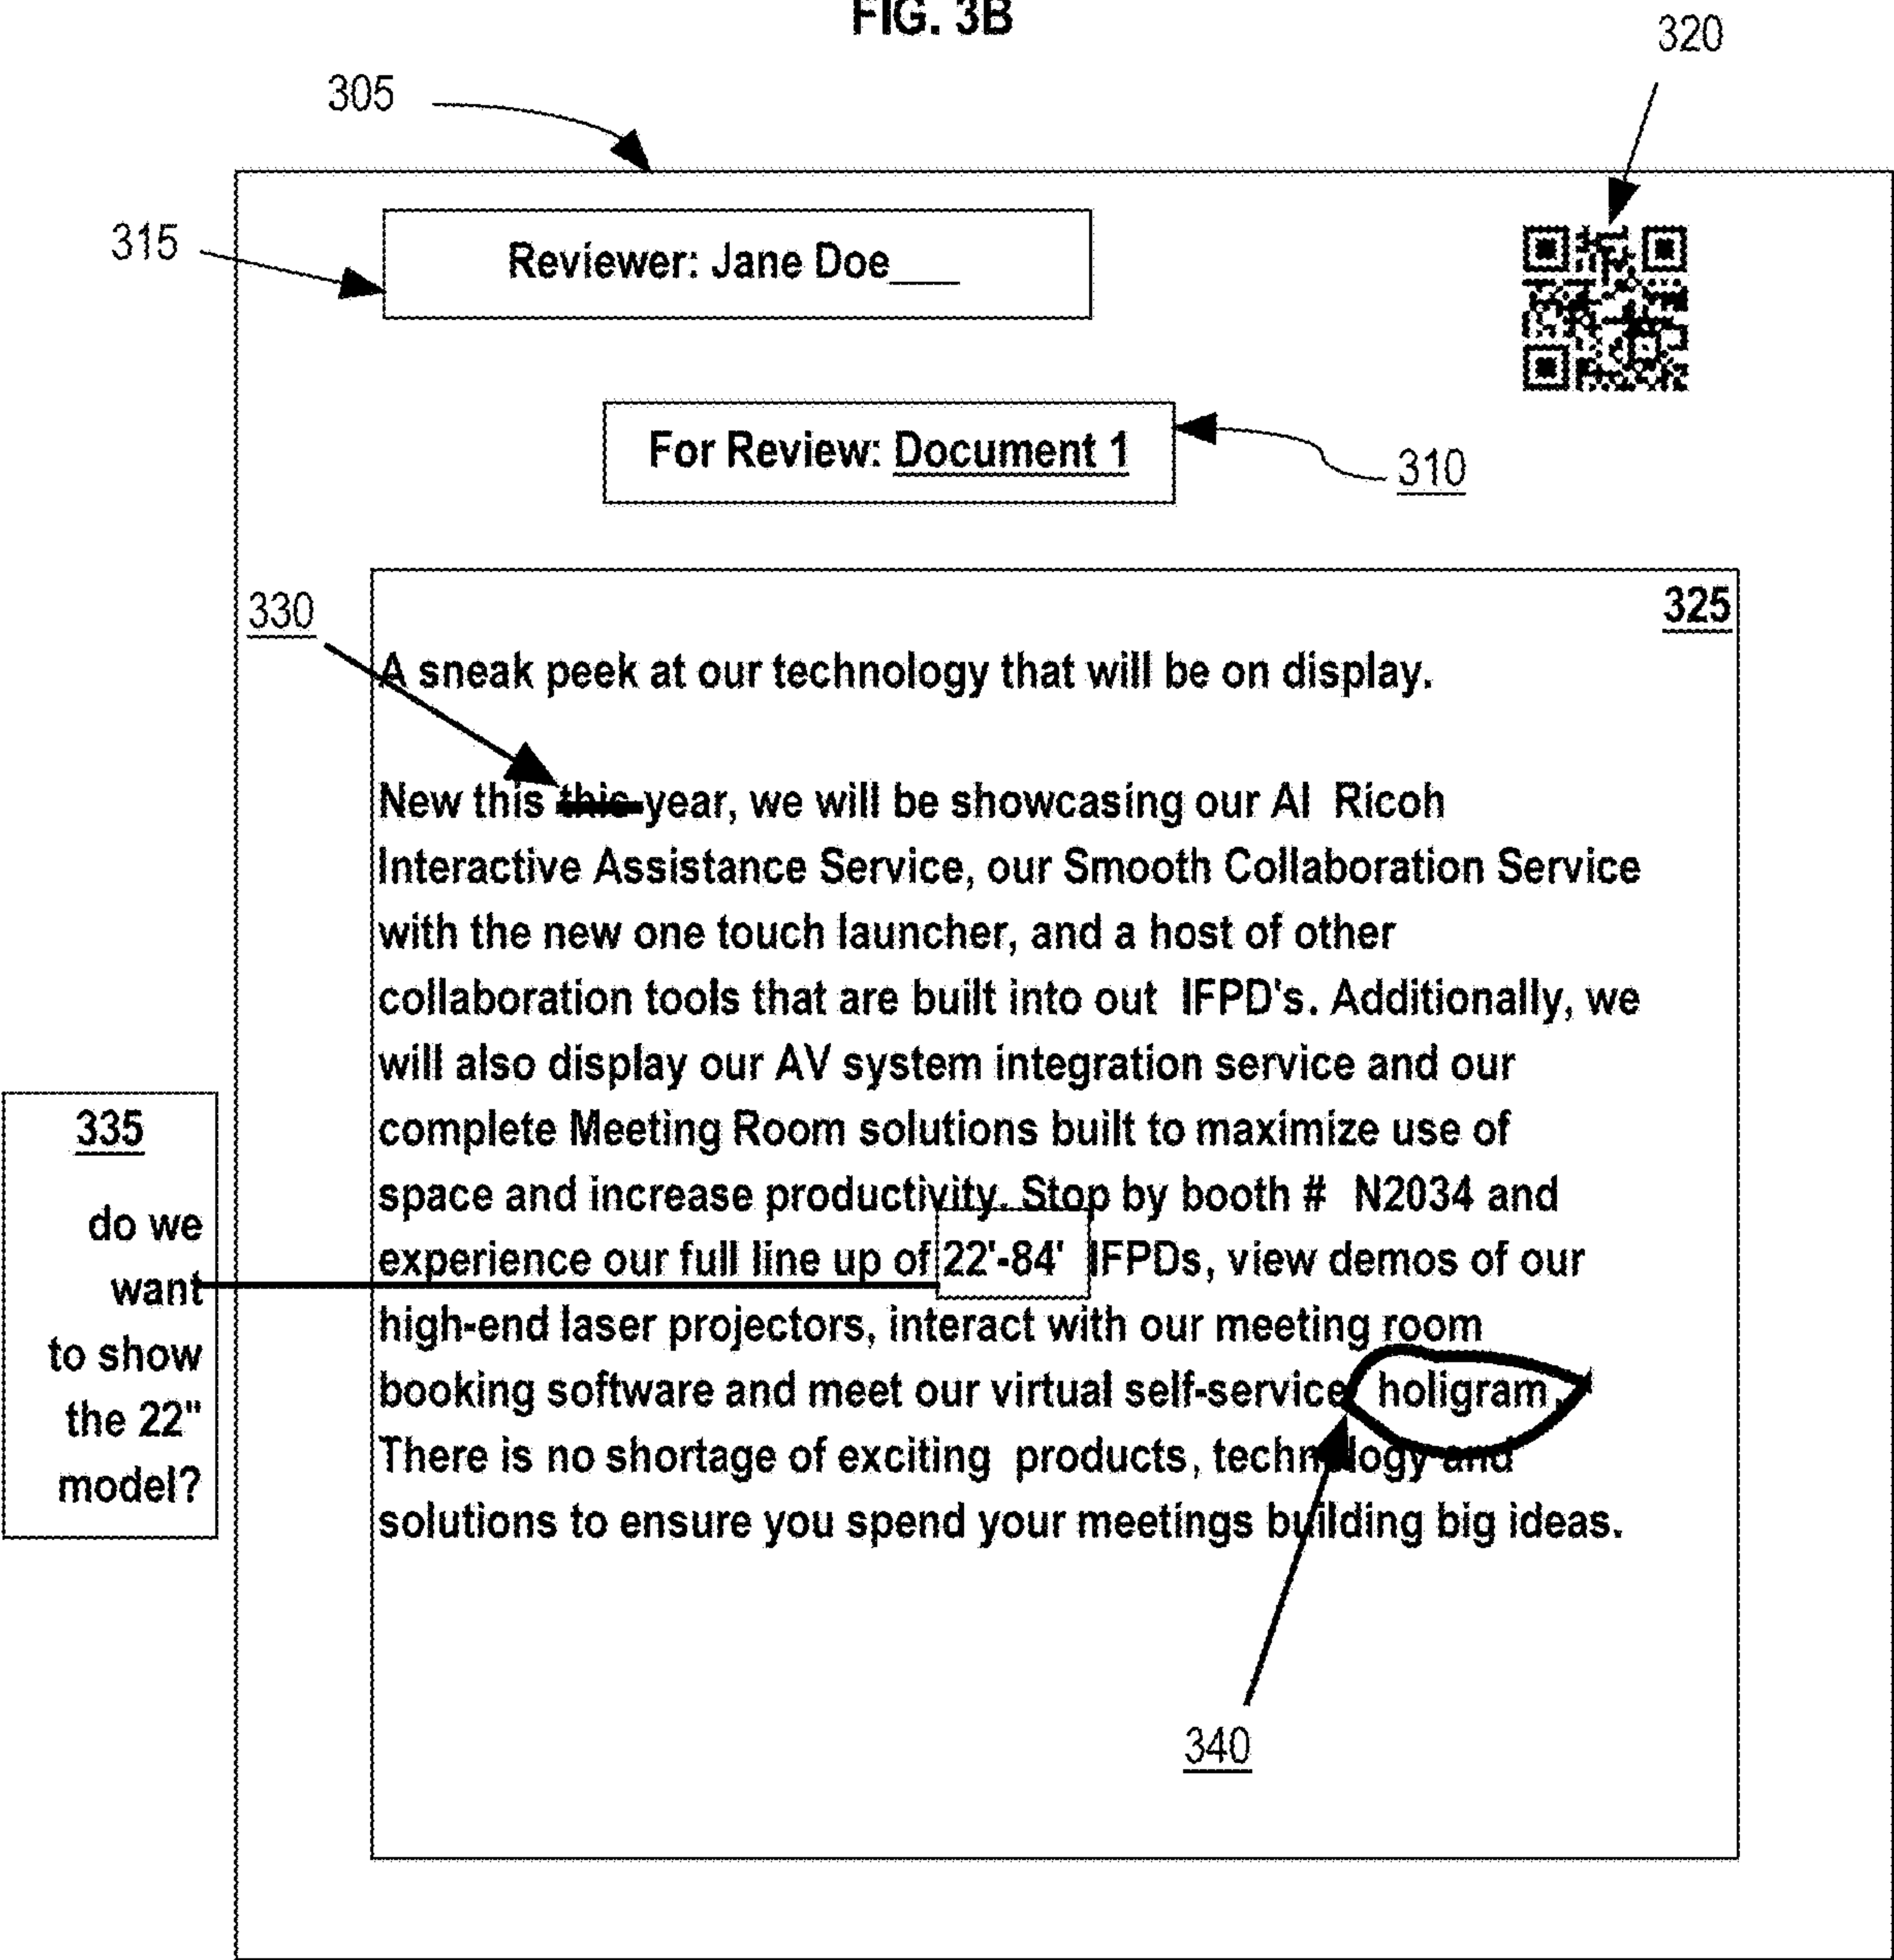 FIG. 3B
320
305
315
Reviewer: Jane Doe___
For Review: Document 1
310
330
325
A sneak peek at our technology that will be on display.
New this this year, we will be showcasing our AI Ricoh
Interactive Assistance Service, our Smooth Collaboration Service
with the new one touch launcher, and a host of other
collaboration tools that are built into out IFPD's. Additionally, we
will also display our AV system integration service and our
complete Meeting Room solutions built to maximize use of
space and increase productivity. Stop by booth # N2034 and
experience our full line up of 22'-84' IFPDs, view demos of our
high-end laser projectors, interact with our meeting room
booking software and meet our virtual self-service holigram.
There is no shortage of exciting products, technology and
solutions to ensure you spend your meetings building big ideas.
335
do we
want
to show
the 22"
model?
340